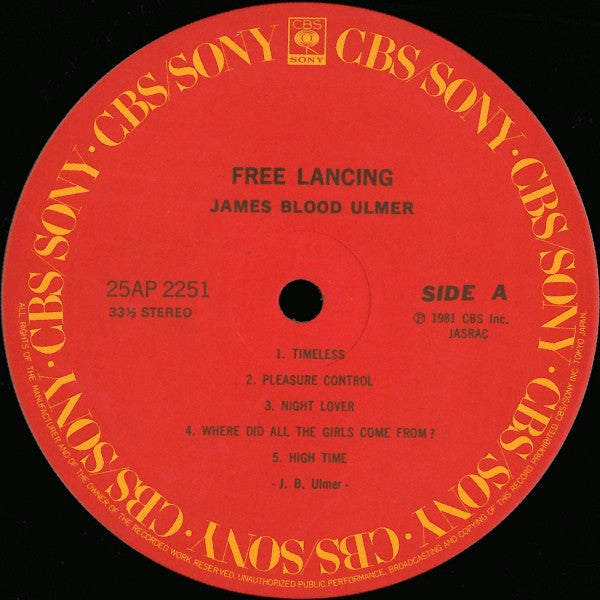 CBS
SONY
CBS/SONY · CBS/SONY · CBS/SONY · CBS/SONY · CBS/SONY · CBS/SONY · CBS/SONY · CBS/SONY
FREE LANCING
JAMES BLOOD ULMER
25AP 2251
33⅓ STEREO
SIDE A
Ⓟ 1981 CBS Inc.
JASRAC
1. TIMELESS
2. PLEASURE CONTROL
3. NIGHT LOVER
4. WHERE DID ALL THE GIRLS COME FROM?
5. HIGH TIME
- J. B. Ulmer -
ALL RIGHTS OF THE MANUFACTURER AND OF THE OWNER OF THE RECORDED WORK RESERVED. UNAUTHORIZED PUBLIC PERFORMANCE, BROADCASTING AND COPYING OF THIS RECORD PROHIBITED. CBS/SONY INC. TOKYO JAPAN.